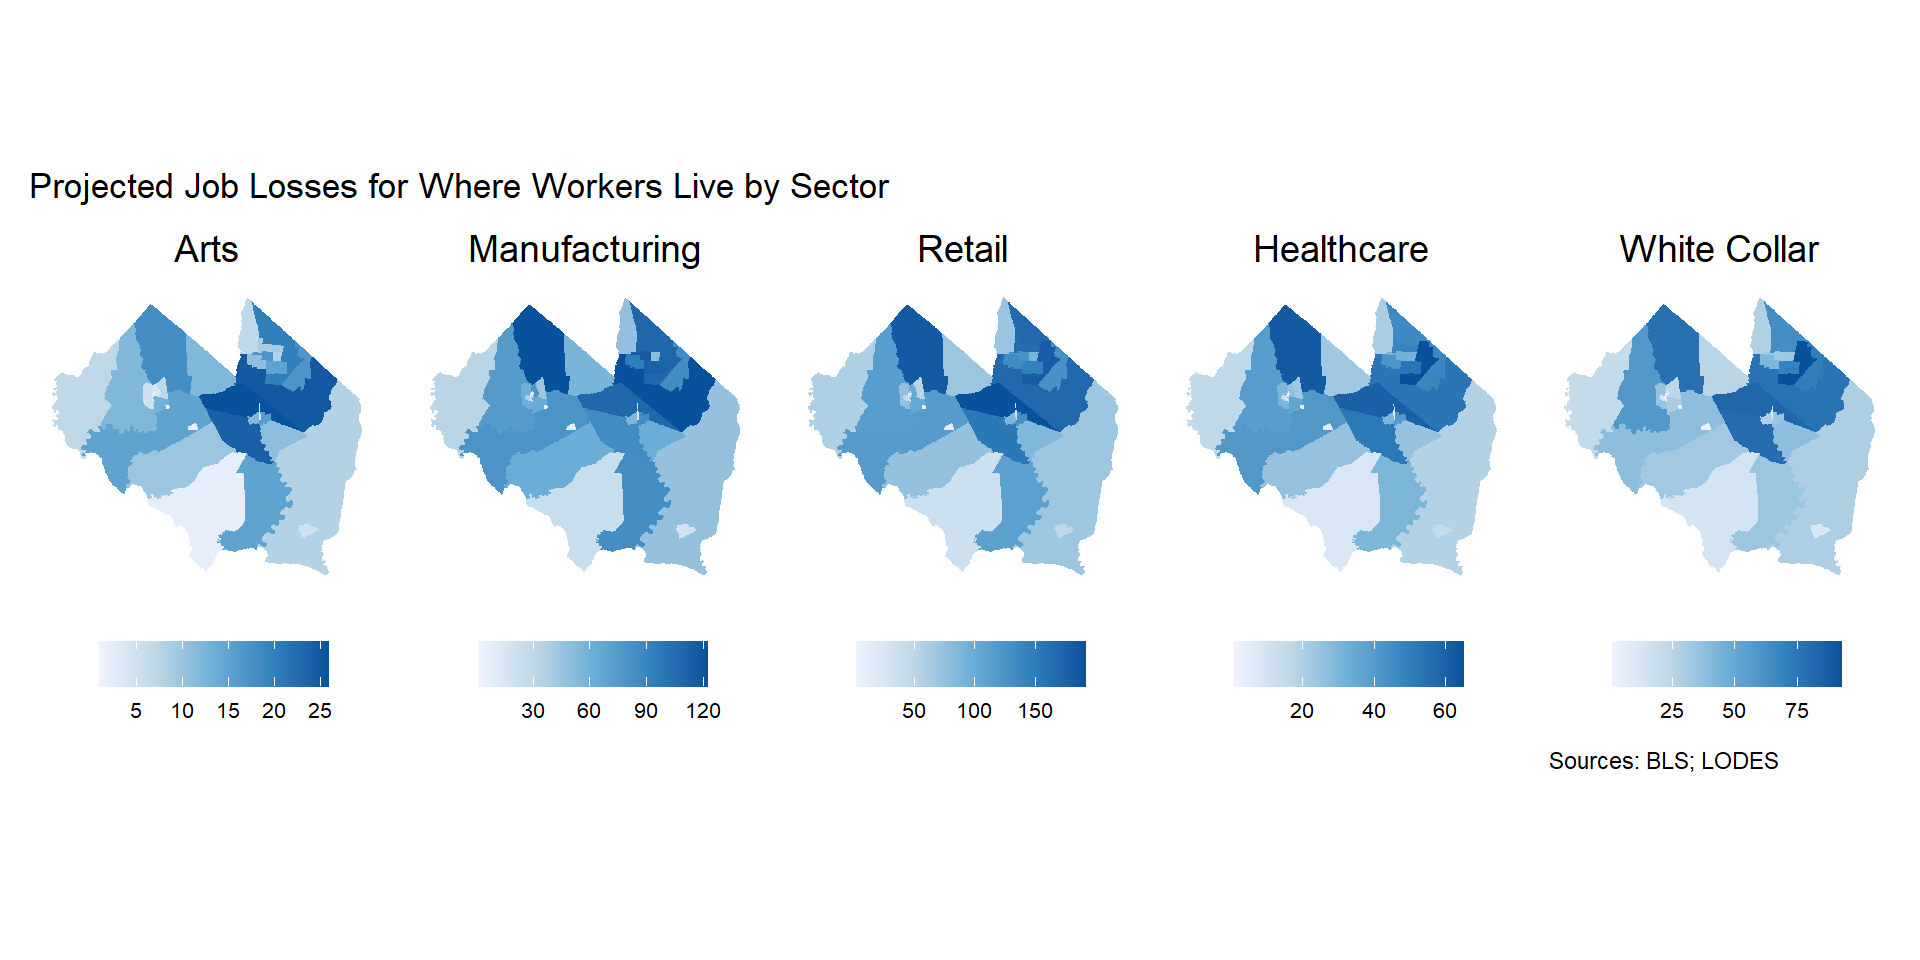 Projected Job Losses for Where Workers Live by Sector
Arts
Manufacturing
Retail
Healthcare
White Collar
5 10 15 20 25
30 60 90 120
50 100 150
20 40 60
25 50 75
Sources: BLS; LODES